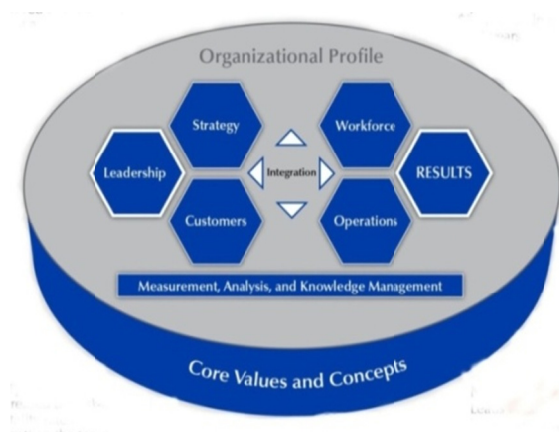 Organizational Profile
Strategy
Workforce
Leadership
Integration
RESULTS
Customers
Operations
Measurement, Analysis, and Knowledge Management
Core Values and Concepts